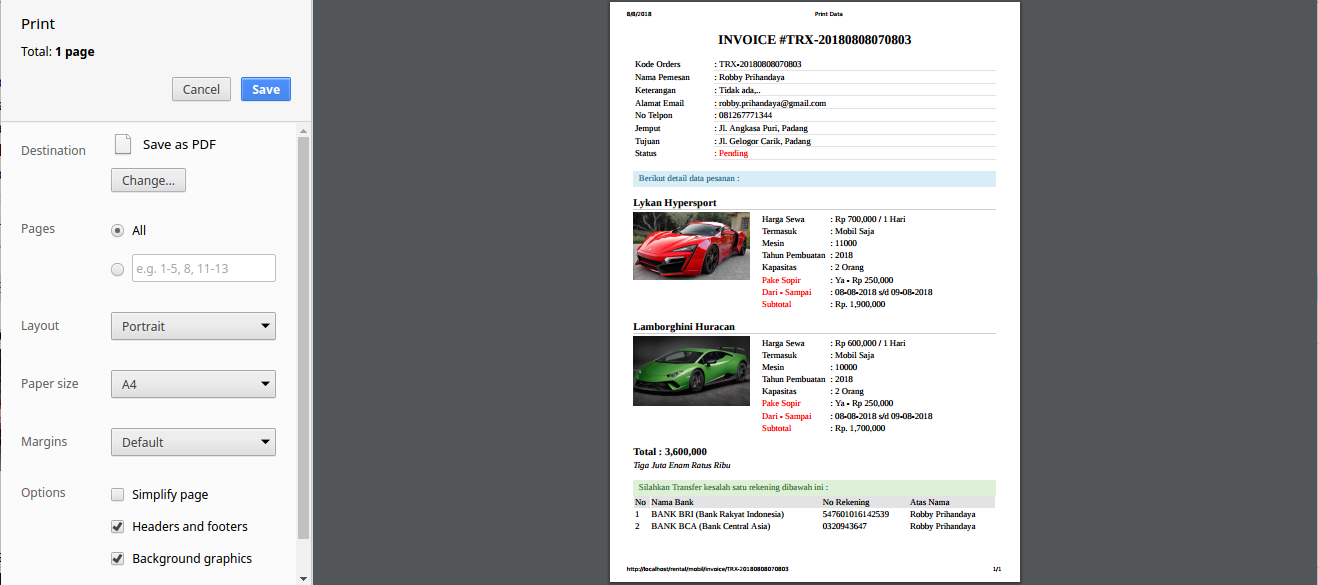 Print
Total: 1 page
Cancel Save
Destination Save as PDF
Change...
Pages All
e.g. 1-5, 8, 11-13
Layout Portrait
Paper size A4
Margins Default
Options Simplify page
Headers and footers
Background graphics
8/8/2018 Print Data
INVOICE #TRX-20180808070803
Kode Orders : TRX-20180808070803
Nama Pemesan : Robby Prihandaya
Keterangan : Tidak ada,..
Alamat Email : robby.prihandaya@gmail.com
No Telpon : 081267771344
Jemput : Jl. Angkasa Puri, Padang
Tujuan : Jl. Gelogor Carik, Padang
Status : Pending
Berikut detail data pesanan :
Lykan Hypersport
Harga Sewa : Rp 700,000 / 1 Hari
Termasuk : Mobil Saja
Mesin : 11000
Tahun Pembuatan : 2018
Kapasitas : 2 Orang
Pake Sopir : Ya - Rp 250,000
Dari - Sampai : 08-08-2018 s/d 09-08-2018
Subtotal : Rp. 1,900,000
Lamborghini Huracan
Harga Sewa : Rp 600,000 / 1 Hari
Termasuk : Mobil Saja
Mesin : 10000
Tahun Pembuatan : 2018
Kapasitas : 2 Orang
Pake Sopir : Ya - Rp 250,000
Dari - Sampai : 08-08-2018 s/d 09-08-2018
Subtotal : Rp. 1,700,000
Total : 3,600,000
Tiga Juta Enam Ratus Ribu
Silahkan Transfer kesalah satu rekening dibawah ini :
No Nama Bank No Rekening Atas Nama
1 BANK BRI (Bank Rakyat Indonesia) 547601016142539 Robby Prihandaya
2 BANK BCA (Bank Central Asia) 0320943647 Robby Prihandaya
http://localhost/rental/mobil/invoice/TRX-20180808070803 1/1